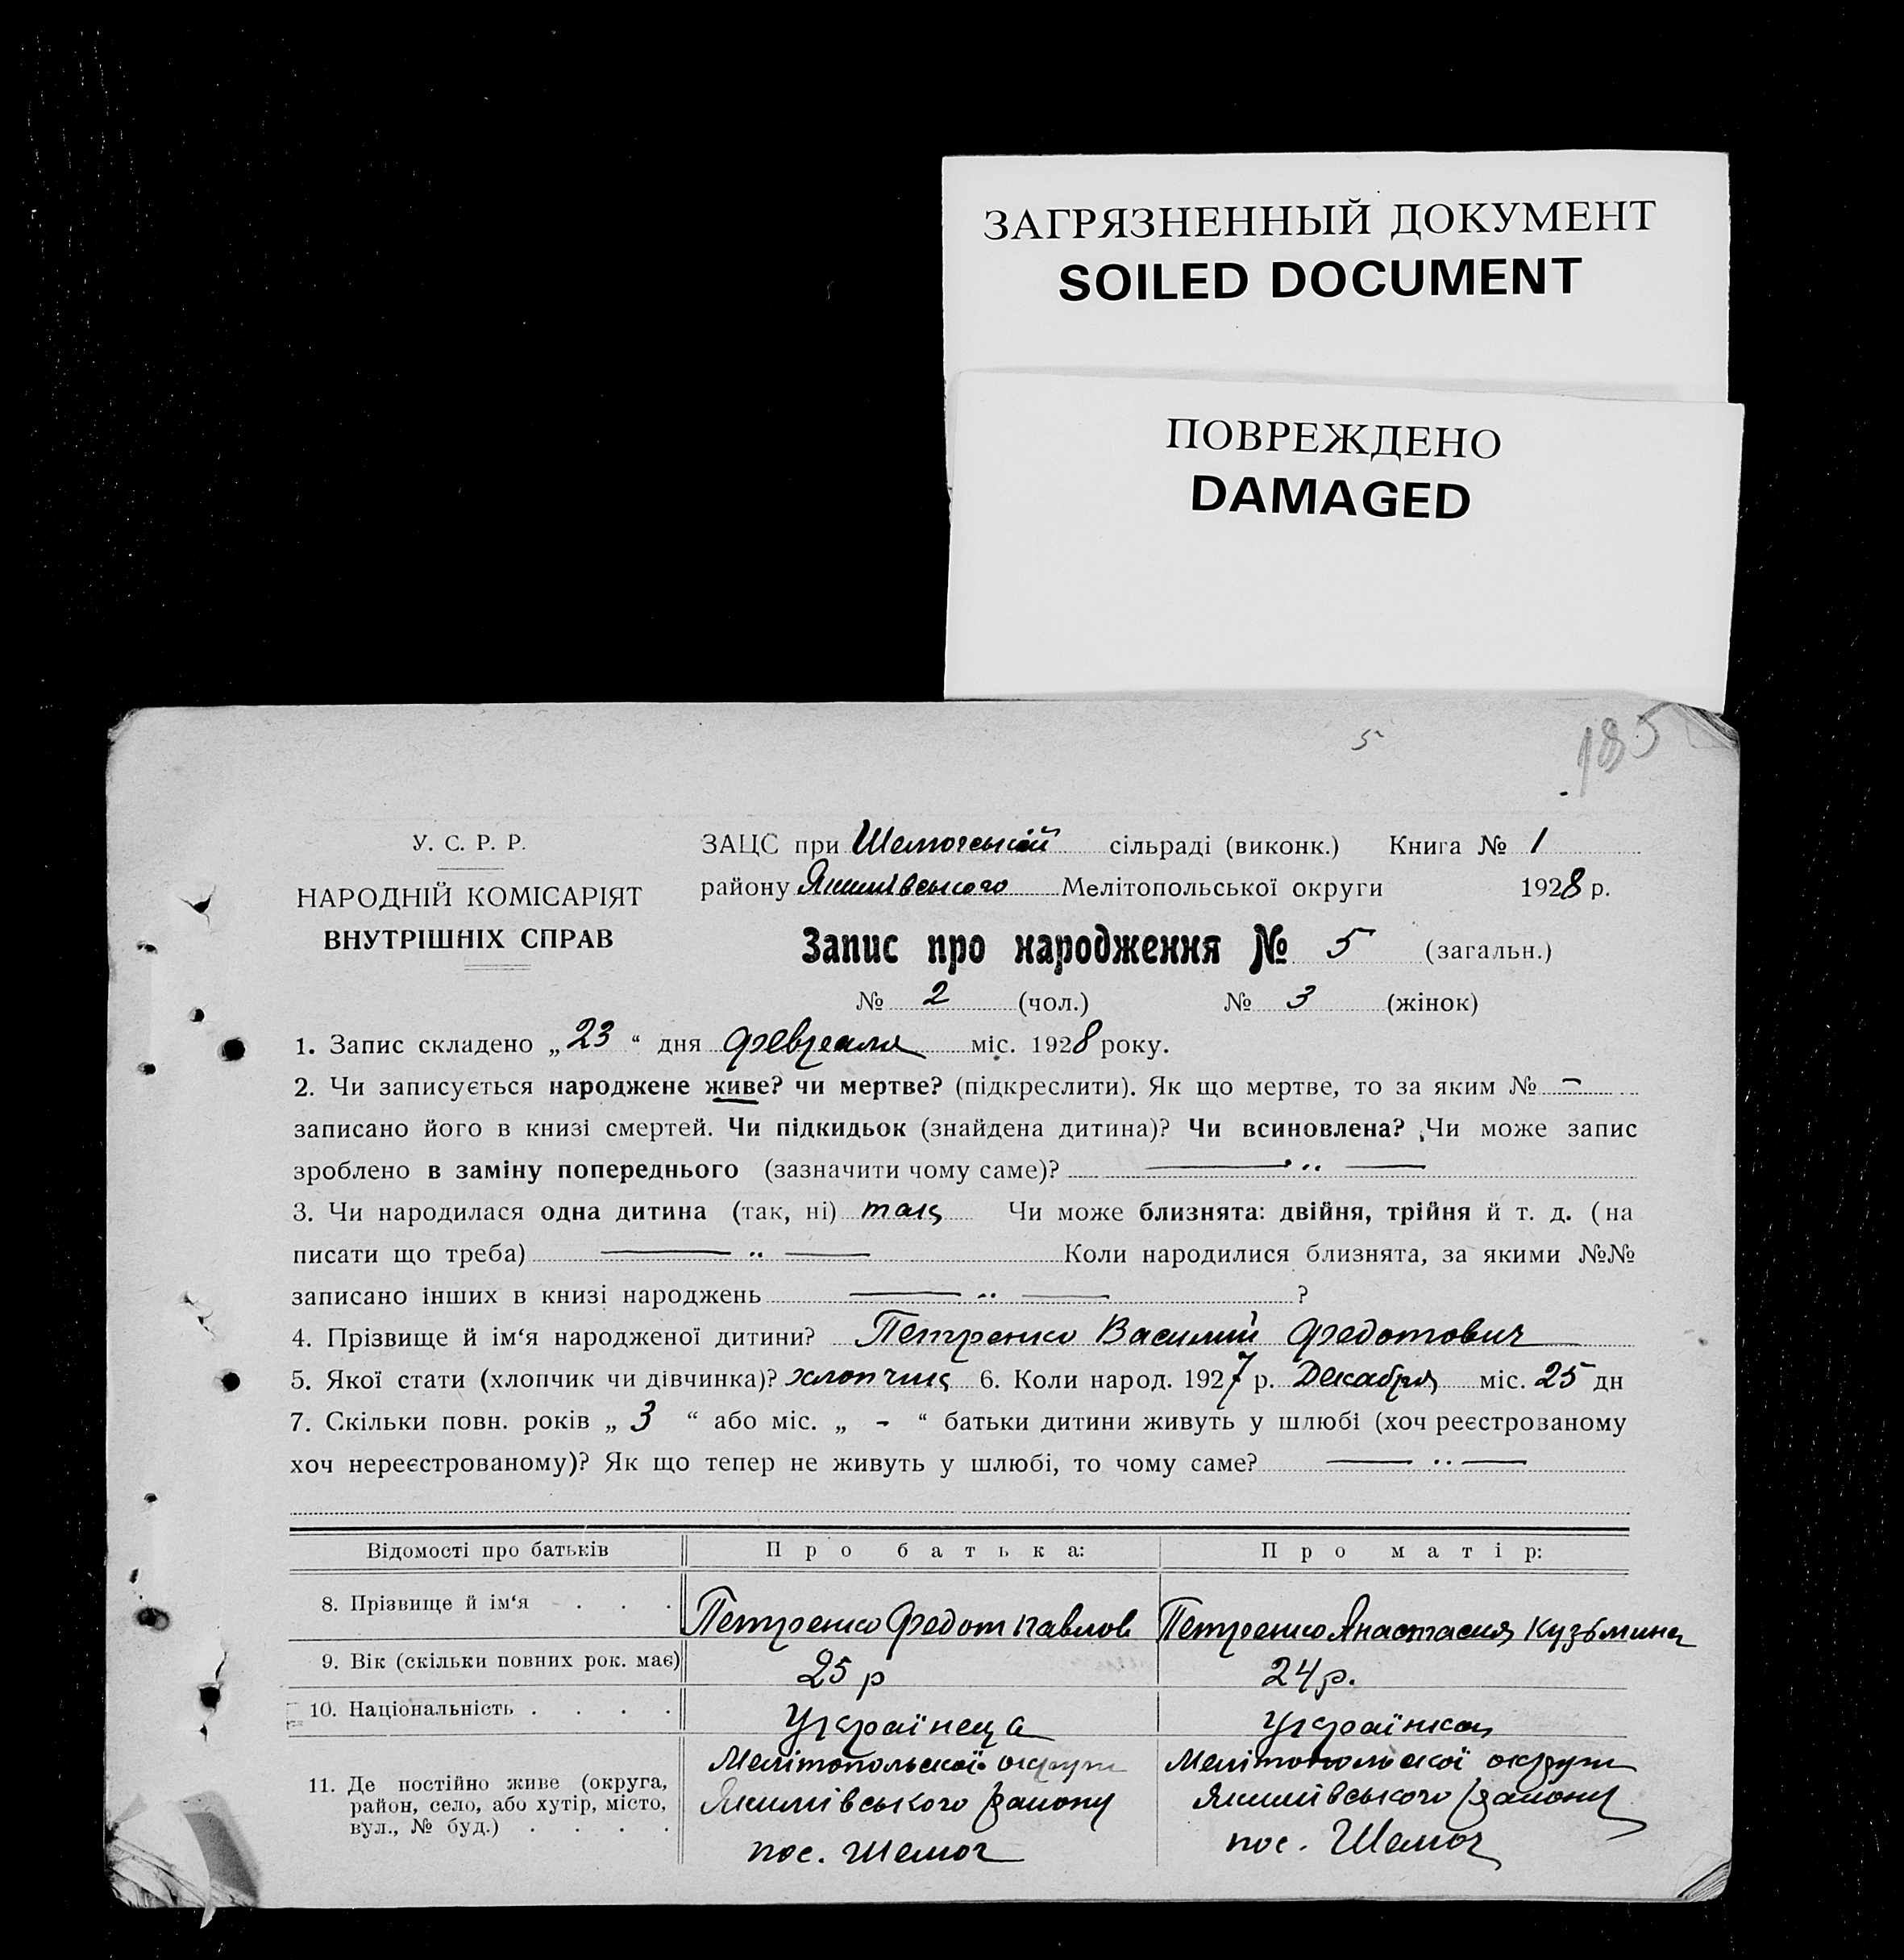 ЗАГРЯЗНЕННЫЙ ДОКУМЕНТ
SOILED DOCUMENT
ПОВРЕЖДЕНО
DAMAGED
5
185
У. С. Р. Р.
НАРОДНІЙ КОМІСАРІЯТ
ВНУТРІШНІХ СПРАВ
ЗАЦС при сільраді (виконк.) Книга № 1
району Якимівського Мелітопольської округи 1928 р.
Запис про народження № 5 (загальн.)
№ 2 (чол.) № 3 (жінок)
1. Запис складено „23“ дня февраля міс. 1928 року.
2. Чи записується народжене живе? чи мертве? (підкреслити). Як що мертве, то за яким № -
записано його в книзі смертей. Чи підкидьок (знайдена дитина)? Чи всиновлена? Чи може запис
зроблено в заміну попереднього (зазначити чому саме)? — „ —
3. Чи народилася одна дитина (так, ні) так Чи може близнята: двійня, трійня й т. д. (на
писати що треба) — „ — Коли народилися близнята, за якими №№
записано інших в книзі народжень — „ — ?
4. Прізвище й ім‘я народженої дитини? Петренко Василий Федотович
5. Якої стати (хлопчик чи дівчинка)? хлопчик 6. Коли народ. 1927 р. Декабря міс. 25 дн
7. Скільки повн. років „ 3 “ або міс. „ - “ батьки дитини живуть у шлюбі (хоч реєстрованому
хоч нереєстрованому)? Як що тепер не живуть у шлюбі, то чому саме? — „ —
Відомості про батьків Про батька: Про матір:
8. Прізвище й ім‘я . . . Петренко Федот Павлов Петренко Анастасия Кузьмина
9. Вік (скільки повних рок. має) 25 р 24 р.
10. Національність . . . . Українець Українка
11. Де постійно живе (округа, район, село, або хутір, місто, вул., № буд.) . . . .
Мелітопольської округи
Якимівського району
пос. Шемог
Мелітопольської округи
Якимівського району
пос. Шемог